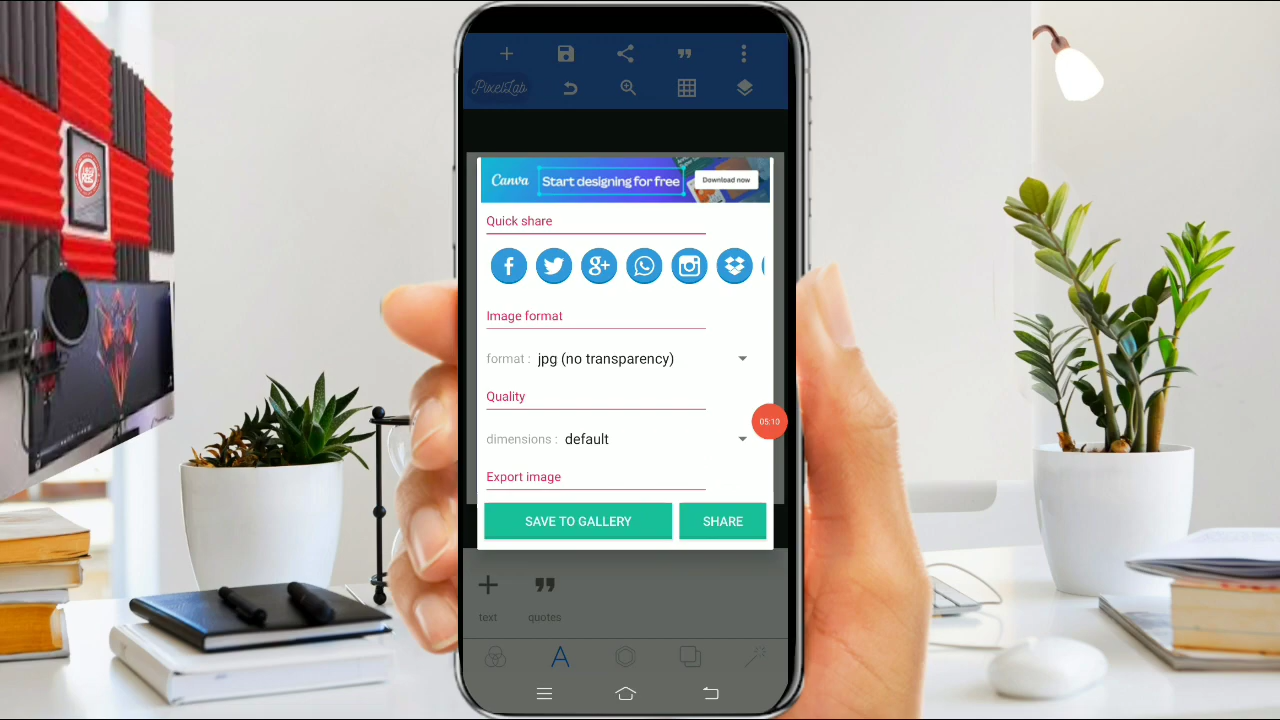 PixelLab
Canva
Start designing for free
Download now
Quick share
Image format
format : jpg (no transparency)
Quality
05:10
dimensions : default
Export image
SAVE TO GALLERY
SHARE
text
quotes